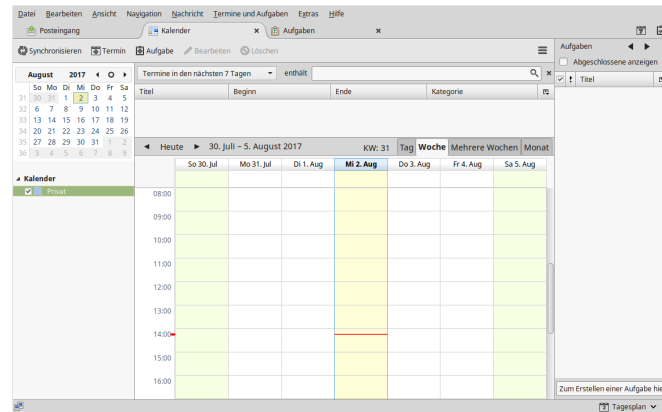 Datei Bearbeiten Ansicht Navigation Nachricht Termine und Aufgaben Extras Hilfe
Posteingang Kalender Aufgaben
Synchronisieren Termin Aufgabe Bearbeiten Löschen
Aufgaben
Abgeschlossene anzeigen
Titel
August 2017
So Mo Di Mi Do Fr Sa
31 30 31 1 2 3 4 5
32 6 7 8 9 10 11 12
33 13 14 15 16 17 18 19
34 20 21 22 23 24 25 26
35 27 28 29 30 31 1 2
36 3 4 5 6 7 8 9
Kalender
Privat
Termine in den nächsten 7 Tagen enthält
Titel Beginn Ende Kategorie
Heute 30. Juli – 5. August 2017 KW: 31 Tag Woche Mehrere Wochen Monat
So 30. Jul Mo 31. Jul Di 1. Aug Mi 2. Aug Do 3. Aug Fr 4. Aug Sa 5. Aug
08:00
09:00
10:00
11:00
12:00
13:00
14:00
15:00
16:00
Zum Erstellen einer Aufgabe hie
Tagesplan